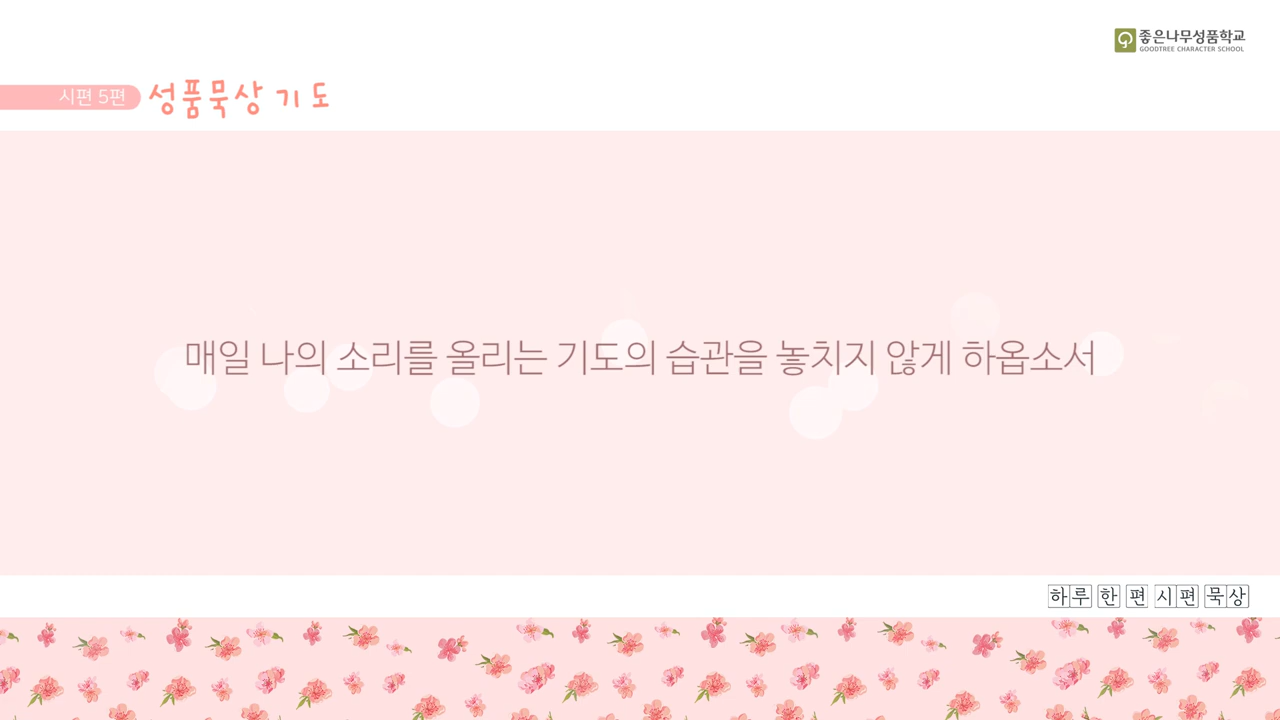 좋은나무성품학교
GOODTREE CHARACTER SCHOOL
시편 5편 성품묵상 기도
매일 나의 소리를 올리는 기도의 습관을 놓치지 않게 하옵소서
하루 한 편 시편 묵상